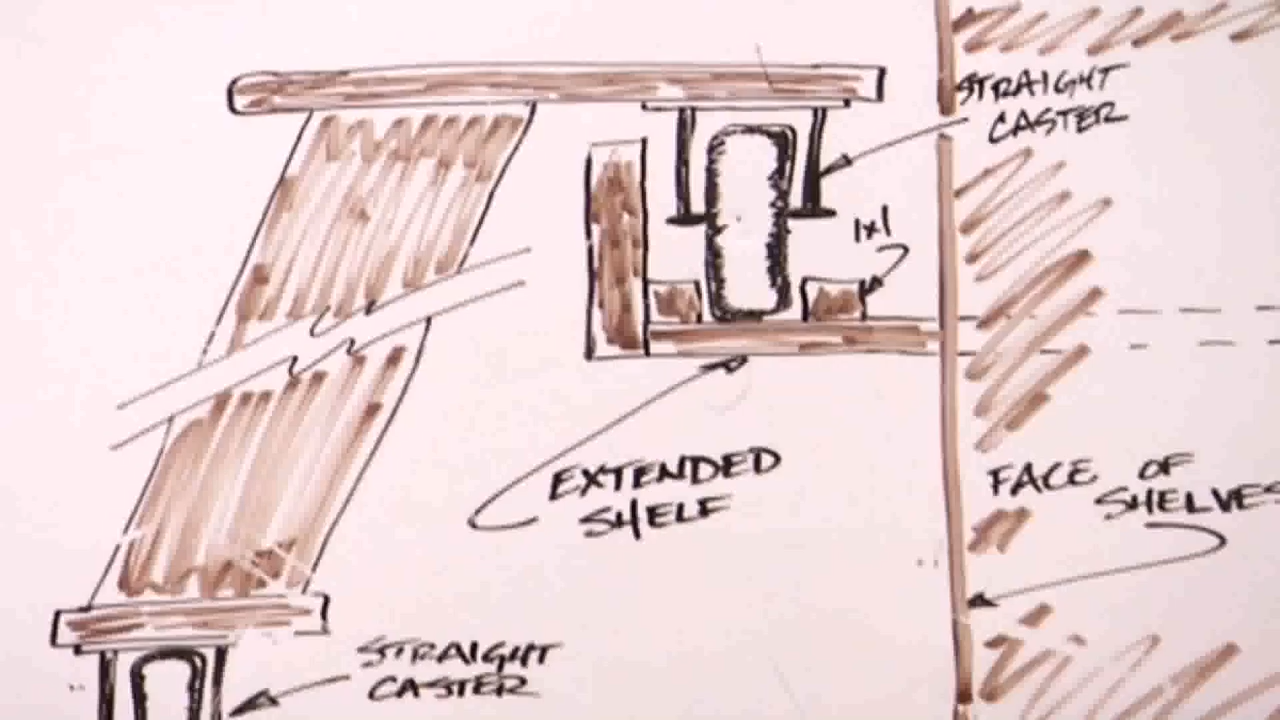 STRAIGHT
CASTER
1x1
EXTENDED
SHELF
FACE OF
SHELVES
STRAIGHT
CASTER